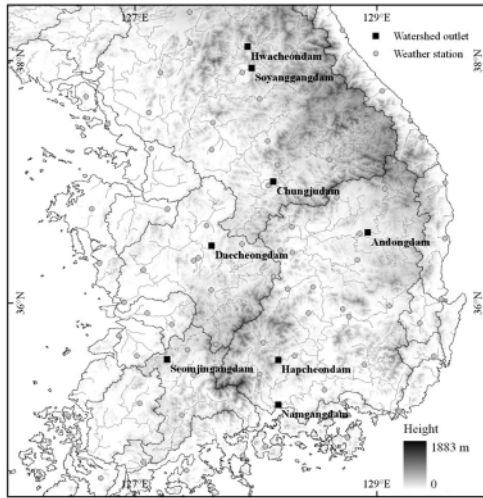 127°E
129°E
38°N
38°N
Watershed outlet
Weather station
Hwacheondam
Soyanggangdam
Chungjudam
Andongdam
Daecheongdam
36°N
36°N
Seomjingangdam
Hapcheondam
Namgangdam
Height
1883 m
0
127°E
129°E